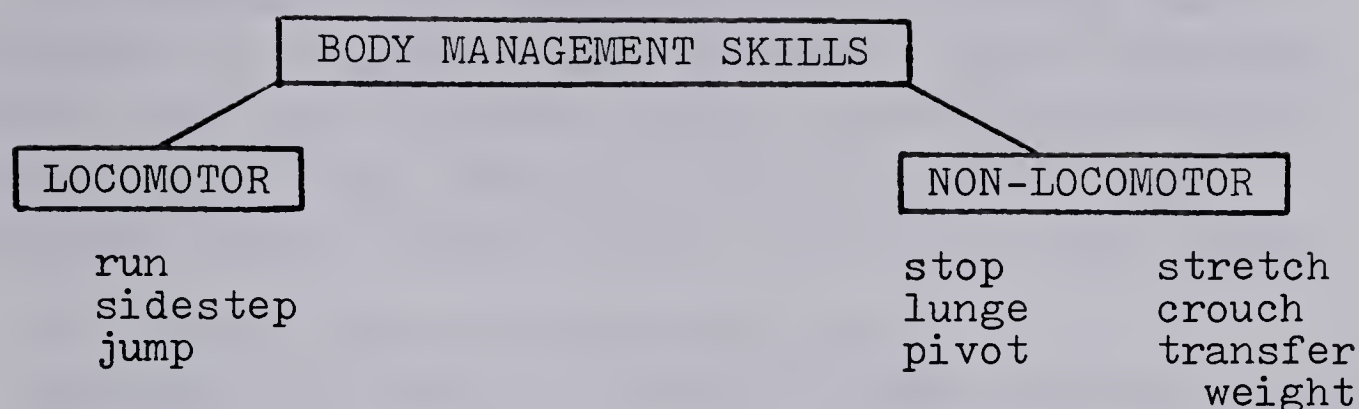 BODY MANAGEMENT SKILLS
LOCOMOTOR
run
sidestep
jump
NON-LOCOMOTOR
stop
lunge
pivot
stretch
crouch
transfer
weight